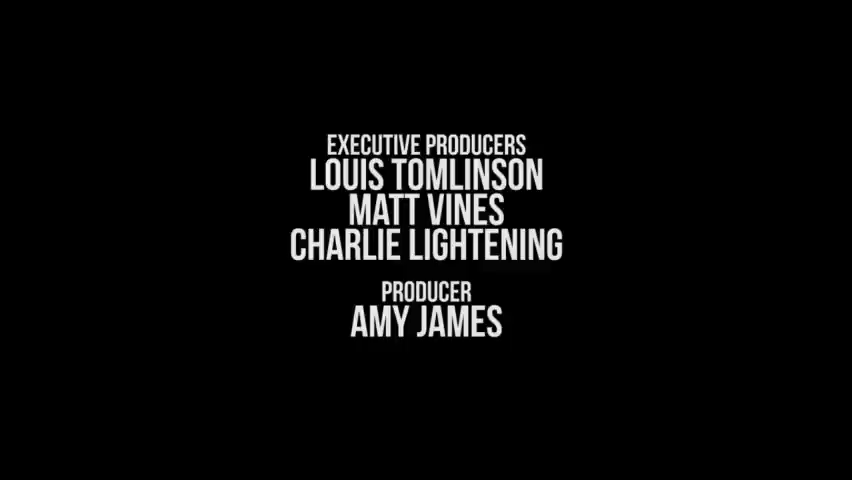 EXECUTIVE PRODUCERS
LOUIS TOMLINSON
MATT VINES
CHARLIE LIGHTENING
PRODUCER
AMY JAMES